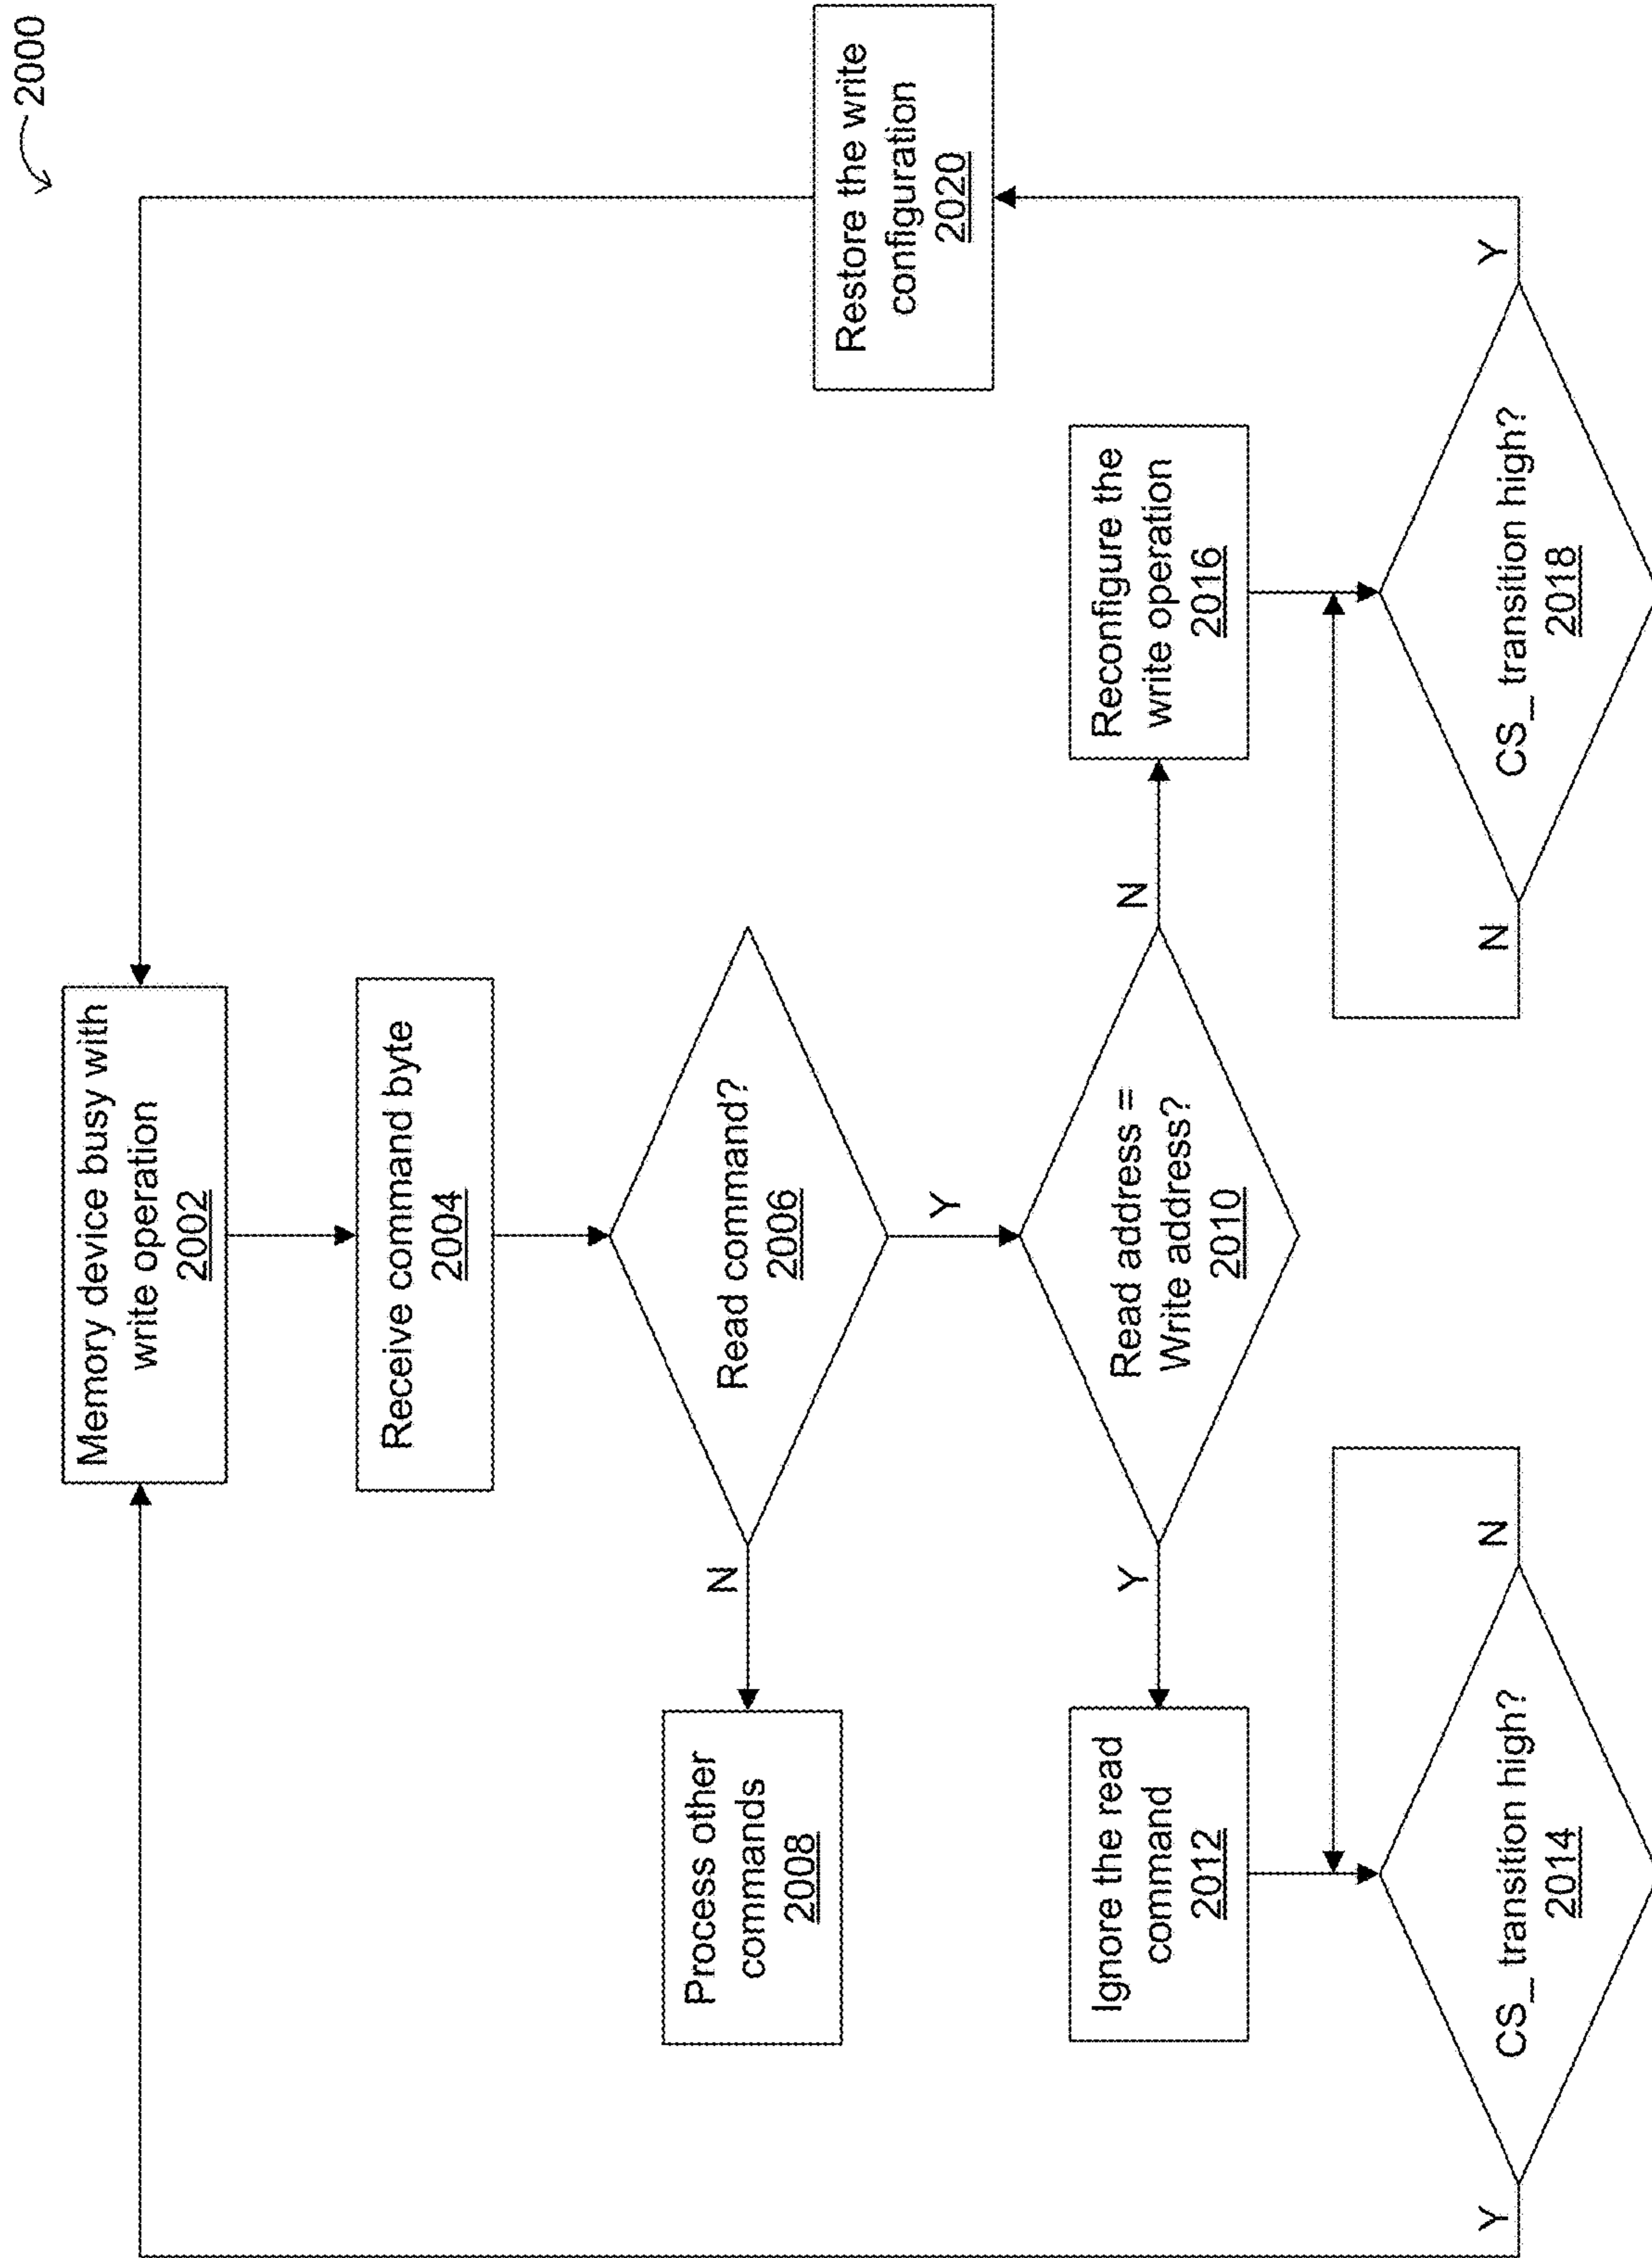 2000
Memory device busy with
write operation
2002
Receive command byte
2004
Read command?
2006
N
Y
Process other
commands
2008
Read address =
Write address?
2010
Y
N
Ignore the read
command
2012
Reconfigure the
write operation
2016
Restore the write
configuration
2020
CS_ transition high?
2014
Y
N
CS_ transition high?
2018
N
Y